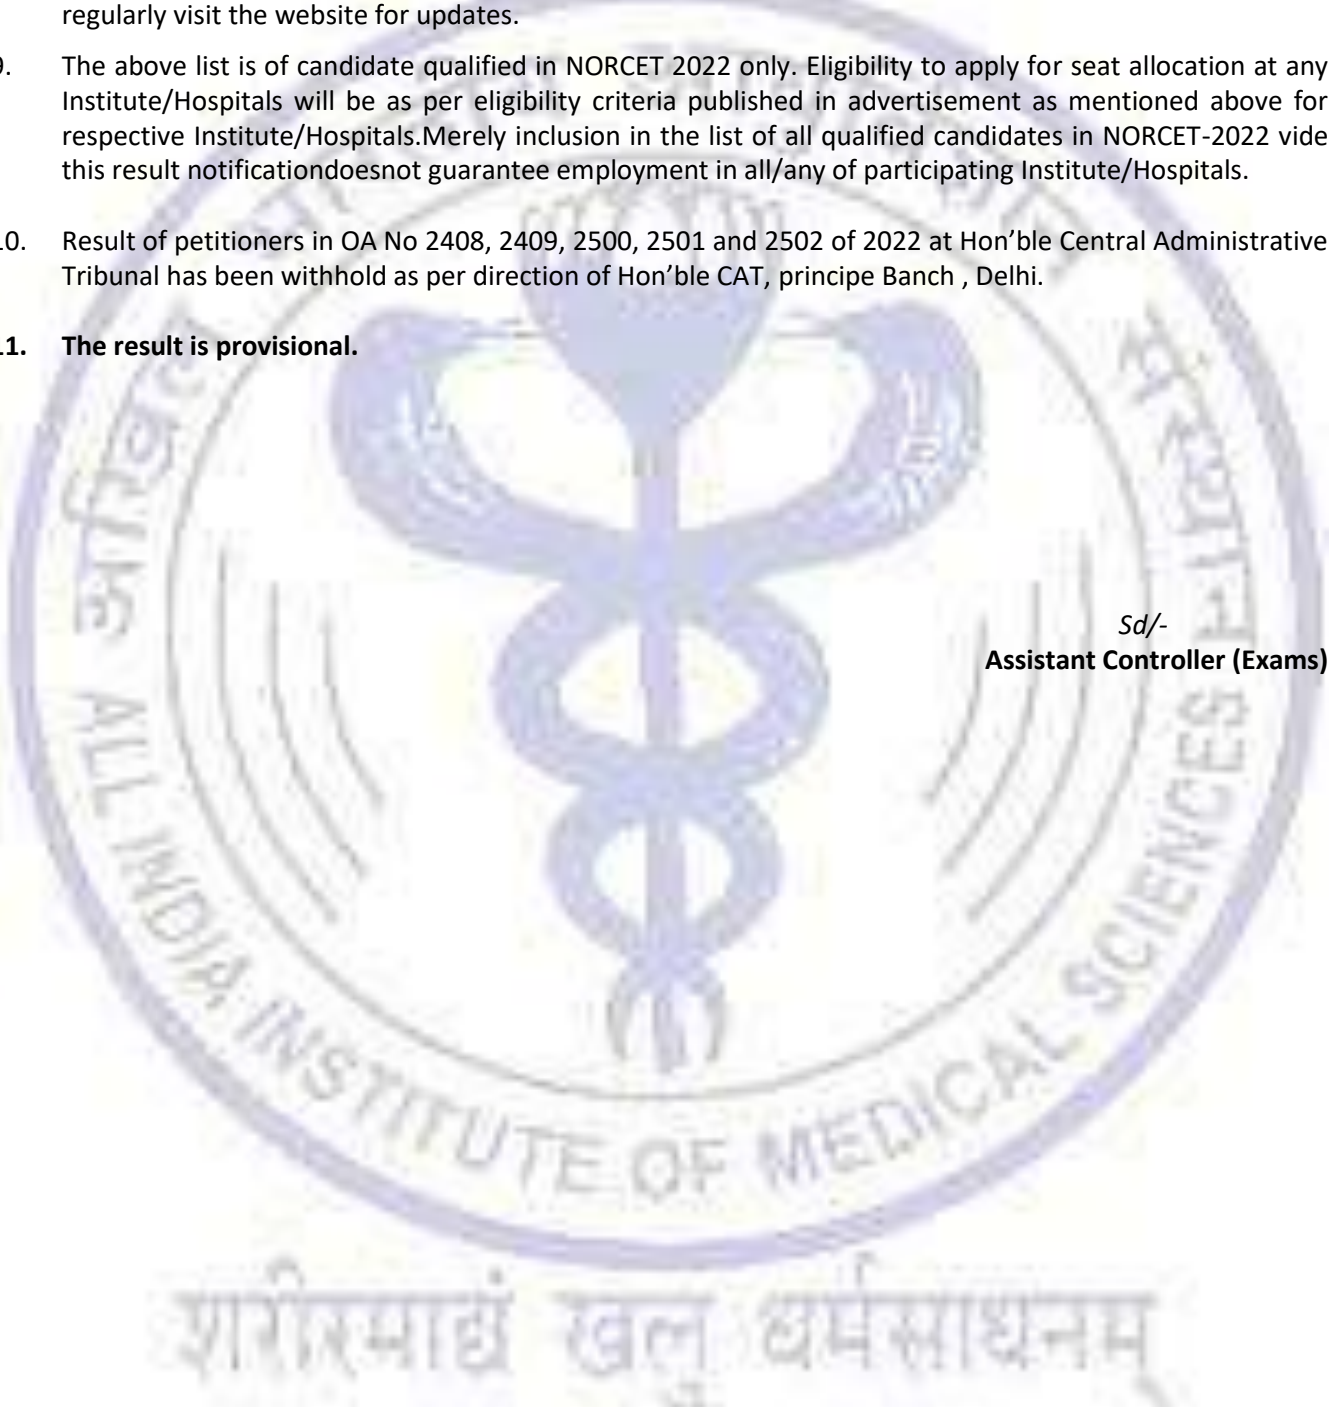 regularly visit the website for updates.
9. The above list is of candidate qualified in NORCET 2022 only. Eligibility to apply for seat allocation at any
Institute/Hospitals will be as per eligibility criteria published in advertisement as mentioned above for
respective Institute/Hospitals.Merely inclusion in the list of all qualified candidates in NORCET-2022 vide
this result notificationdoesnot guarantee employment in all/any of participating Institute/Hospitals.
10. Result of petitioners in OA No 2408, 2409, 2500, 2501 and 2502 of 2022 at Hon’ble Central Administrative
Tribunal has been withhold as per direction of Hon’ble CAT, principe Banch , Delhi.
11. The result is provisional.
Sd/-
Assistant Controller (Exams)
ALL INDIA INSTITUTE OF MEDICAL SCIENCES
शरीरमाद्यं खलु धर्मसाधनम्